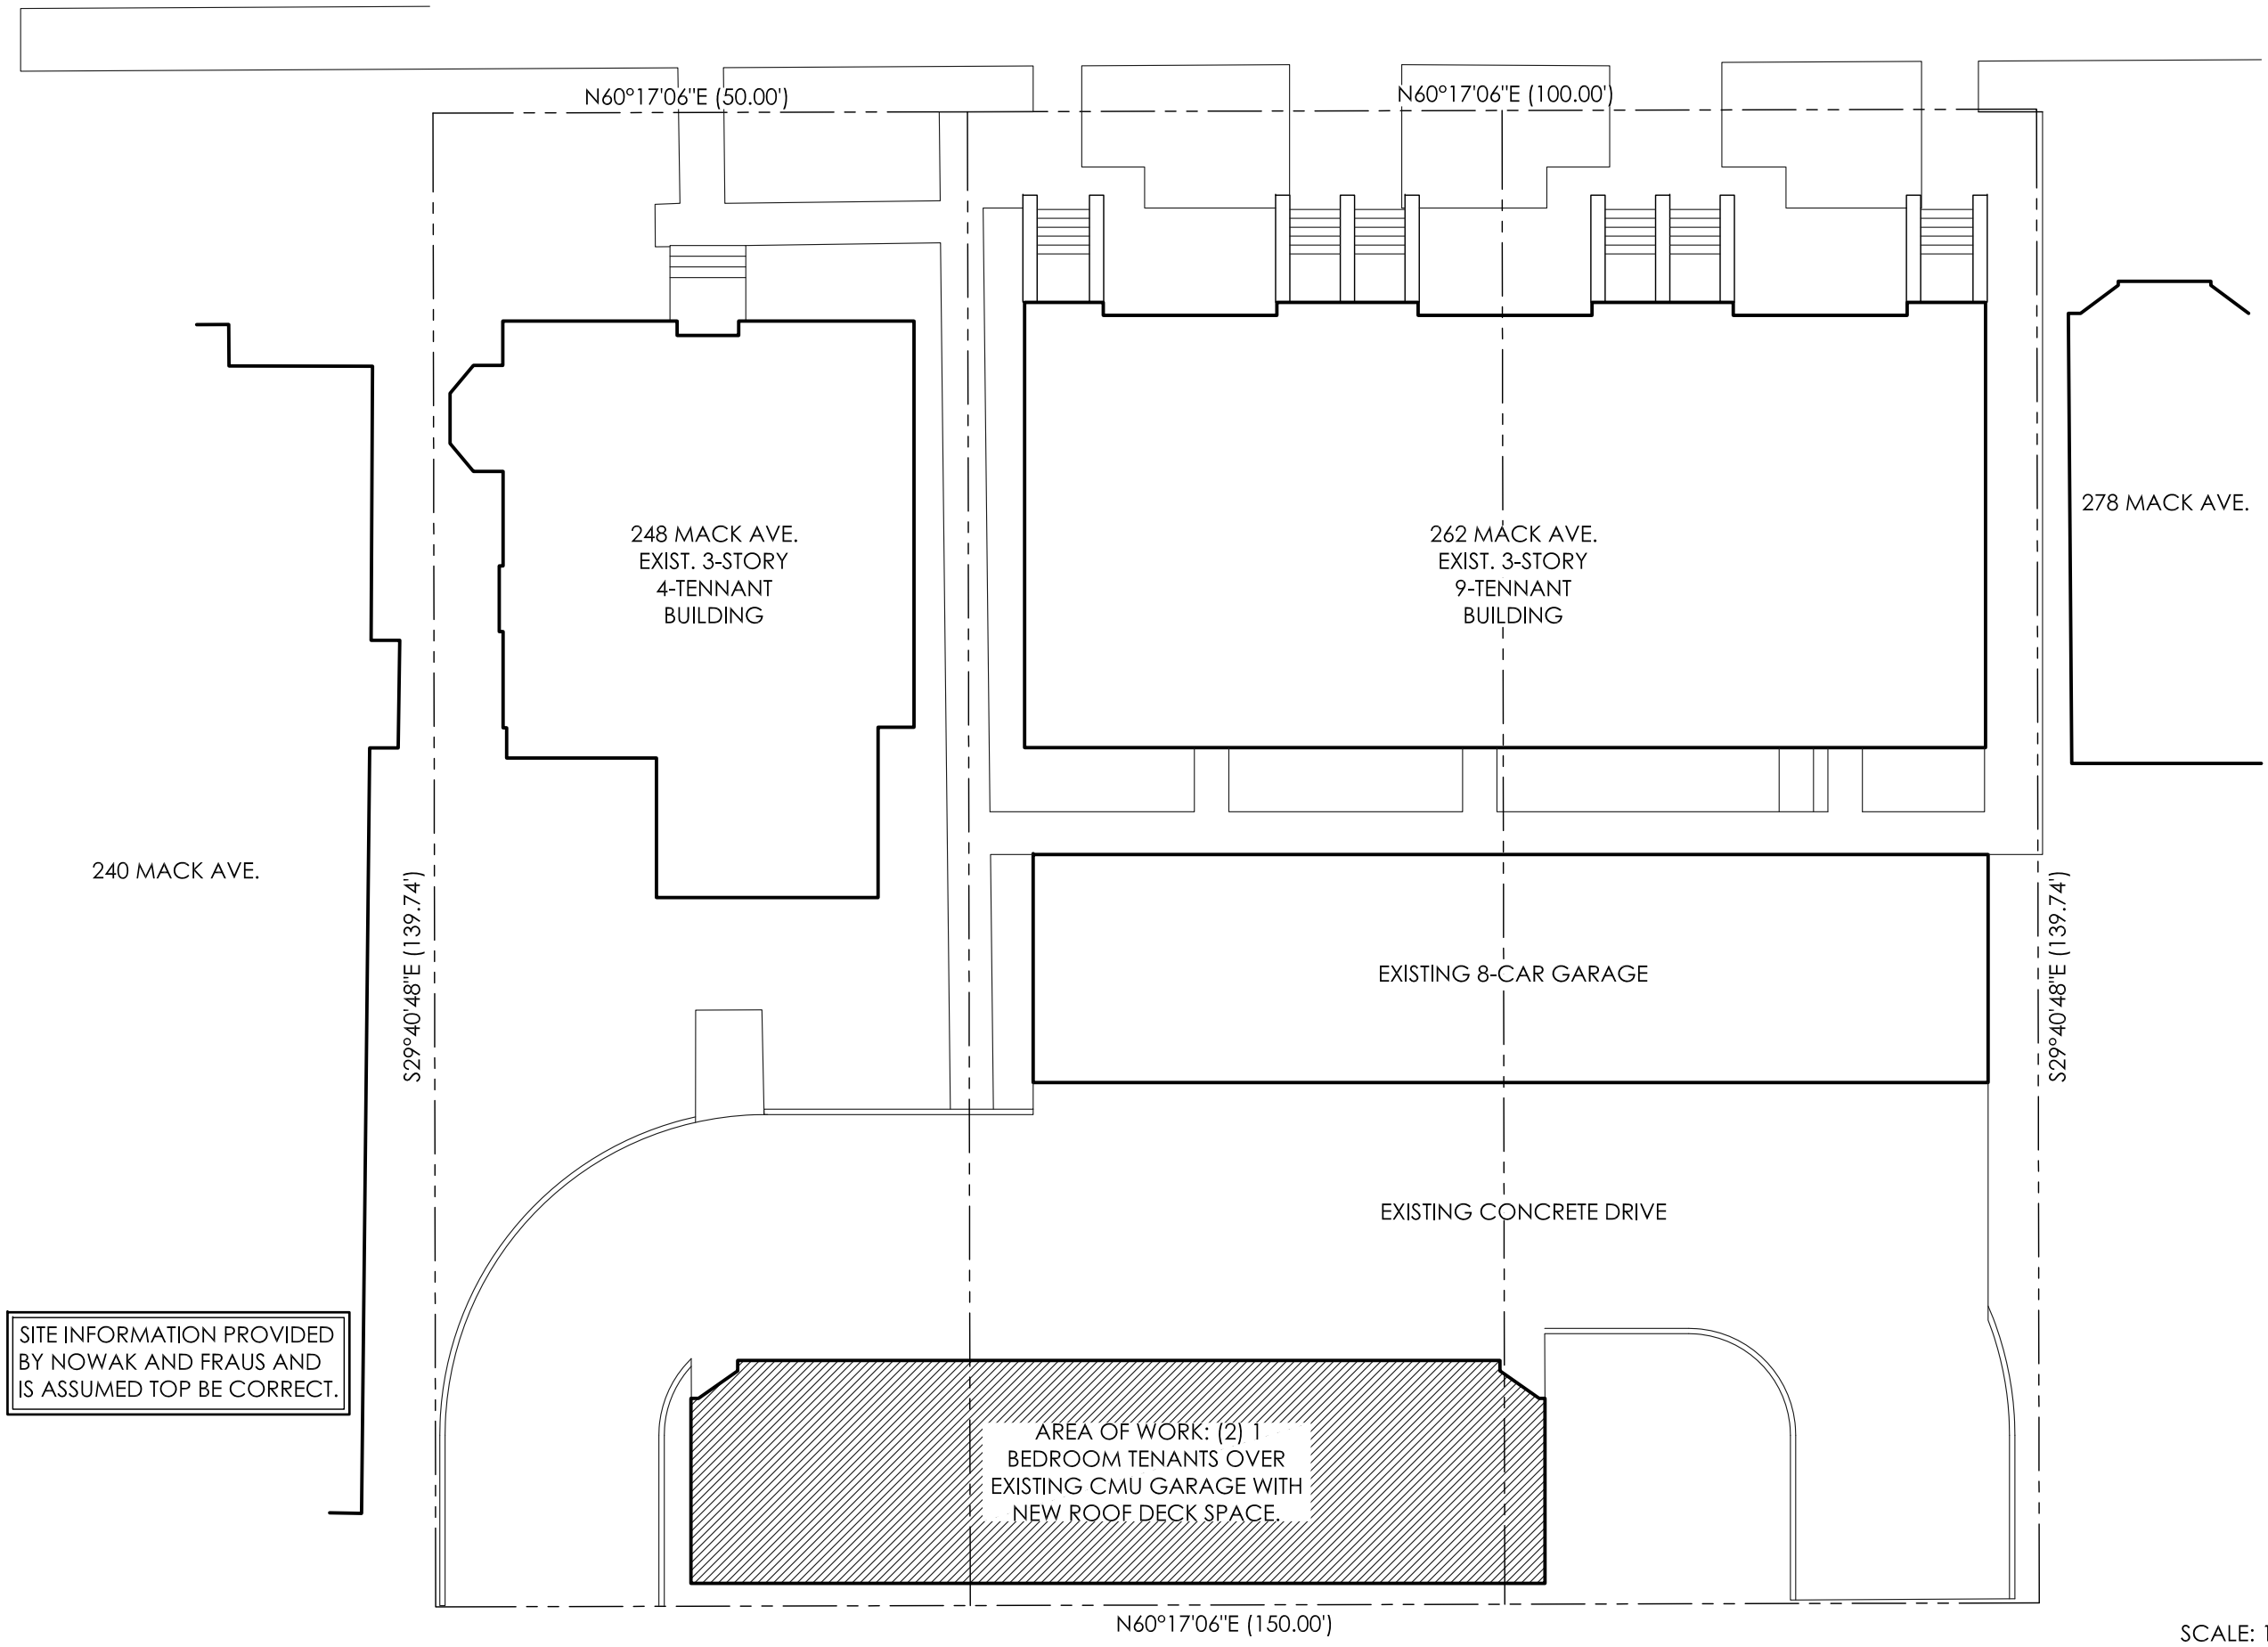 N60°17'06"E (50.00')
N60°17'06"E (100.00')
248 MACK AVE.
EXIST. 3-STORY
4-TENNANT
BUILDING
262 MACK AVE.
EXIST. 3-STORY
9-TENNANT
BUILDING
278 MACK AVE.
240 MACK AVE.
S29°40'48"E (139.74')
S29°40'48"E (139.74')
EXISTING 8-CAR GARAGE
EXISTING CONCRETE DRIVE
SITE INFORMATION PROVIDED
BY NOWAK AND FRAUS AND
IS ASSUMED TOP BE CORRECT.
AREA OF WORK: (2) 1
BEDROOM TENANTS OVER
EXISTING CMU GARAGE WITH
NEW ROOF DECK SPACE.
N60°17'06"E (150.00')
SCALE: